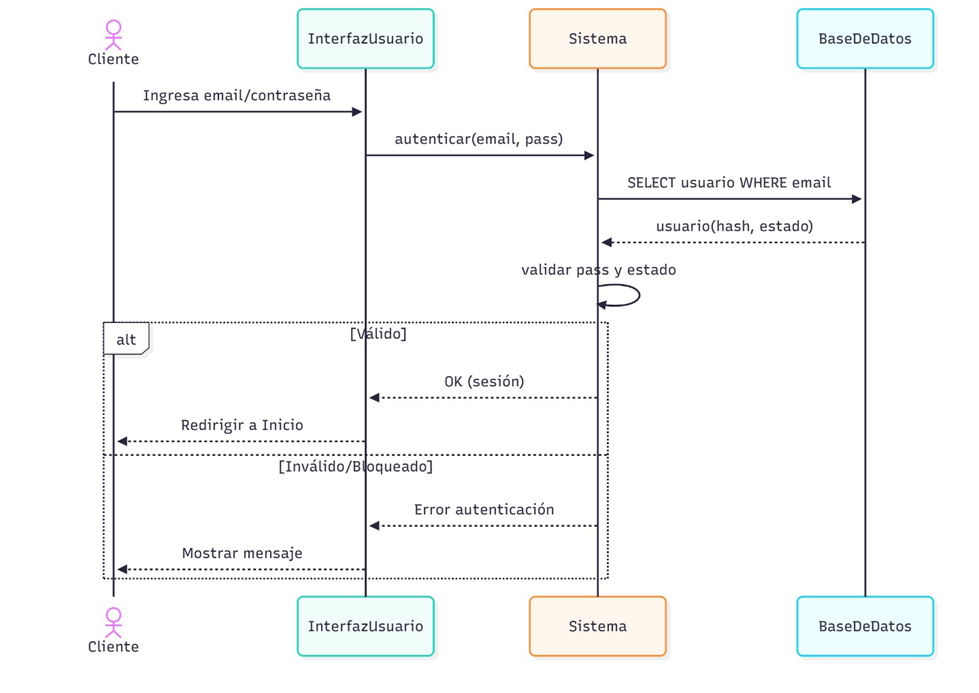 Cliente
InterfazUsuario
Sistema
BaseDeDatos
Ingresa email/contraseña
autenticar(email, pass)
SELECT usuario WHERE email
usuario(hash, estado)
validar pass y estado
alt
[Válido]
OK (sesión)
Redirigir a Inicio
[Inválido/Bloqueado]
Error autenticación
Mostrar mensaje
Cliente
InterfazUsuario
Sistema
BaseDeDatos